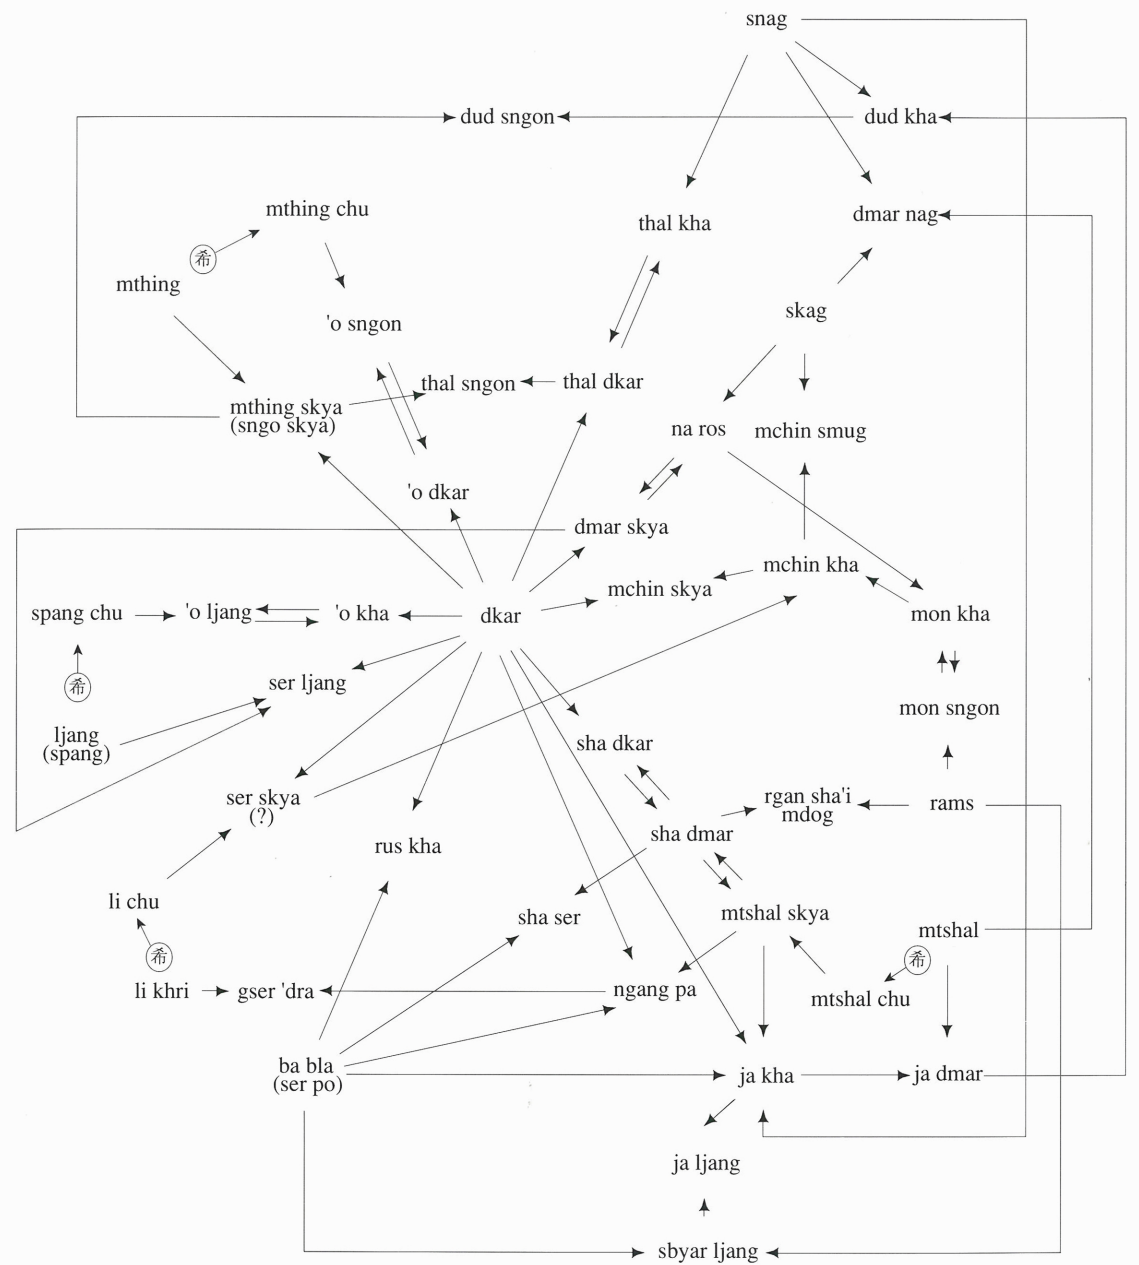 snag
dud sngon
dud kha
mthing chu
dmar nag
thal kha
希
mthing
skag
'o sngon
thal sngon
thal dkar
mthing skya
(sngo skya)
na ros
mchin smug
'o dkar
dmar skya
mchin kha
mchin skya
spang chu
'o ljang
'o kha
dkar
mon kha
希
ser ljang
mon sngon
ljang
(spang)
sha dkar
ser skya
(?)
rgan sha'i
mdog
rams
sha dmar
rus kha
li chu
sha ser
mtshal skya
mtshal
希
希
li khri
gser 'dra
ngang pa
mtshal chu
ba bla
(ser po)
ja kha
ja dmar
ja ljang
sbyar ljang